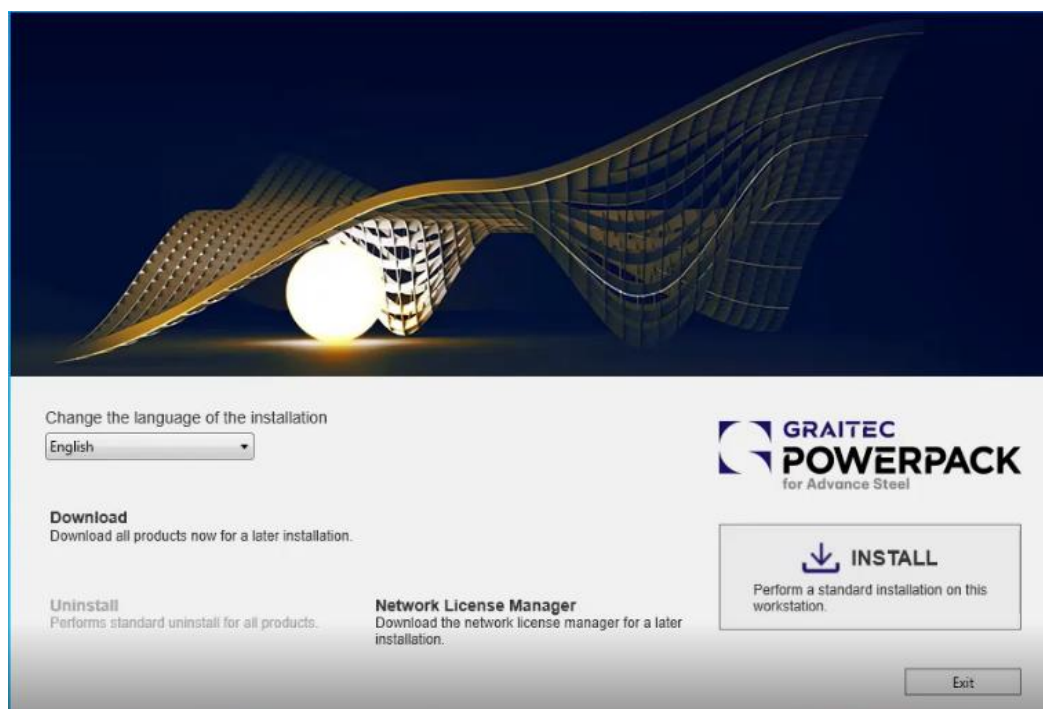 Change the language of the installation
English
GRAITEC
POWERPACK
for Advance Steel
Download
Download all products now for a later installation.
INSTALL
Perform a standard installation on this
workstation.
Uninstall
Performs standard uninstall for all products.
Network License Manager
Download the network license manager for a later
installation.
Exit